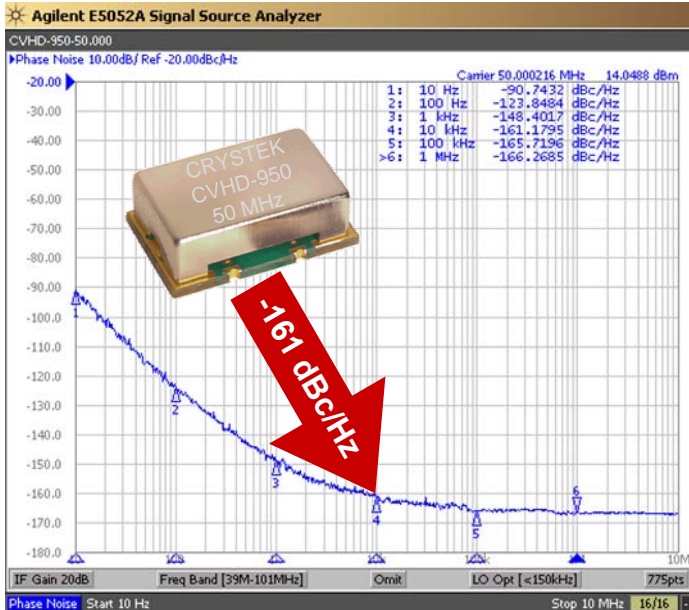 Agilent E5052A Signal Source Analyzer
CVHD-950-50.000
▶Phase Noise 10.00dB/ Ref -20.00dBc/Hz
Carrier 50.000216 MHz 14.0488 dBm
1: 10 Hz -90.7432 dBc/Hz
2: 100 Hz -123.8484 dBc/Hz
3: 1 kHz -148.4017 dBc/Hz
4: 10 kHz -161.1795 dBc/Hz
5: 100 kHz -165.7196 dBc/Hz
>6: 1 MHz -166.2685 dBc/Hz
-20.00
-30.00
-40.00
-50.00
-60.00
-70.00
-80.00
-90.00
-100.0
-110.0
-120.0
-130.0
-140.0
-150.0
-160.0
-170.0
-180.0
CRYSTEK
CVHD-950
50 MHz
-161 dBc/Hz
1
2
3
4
5
6
10M
IF Gain 20dB Freq Band [39M-101MHz] Omit LO Opt [<150kHz] 775pts
Phase Noise Start 10 Hz Stop 10 MHz 16/16